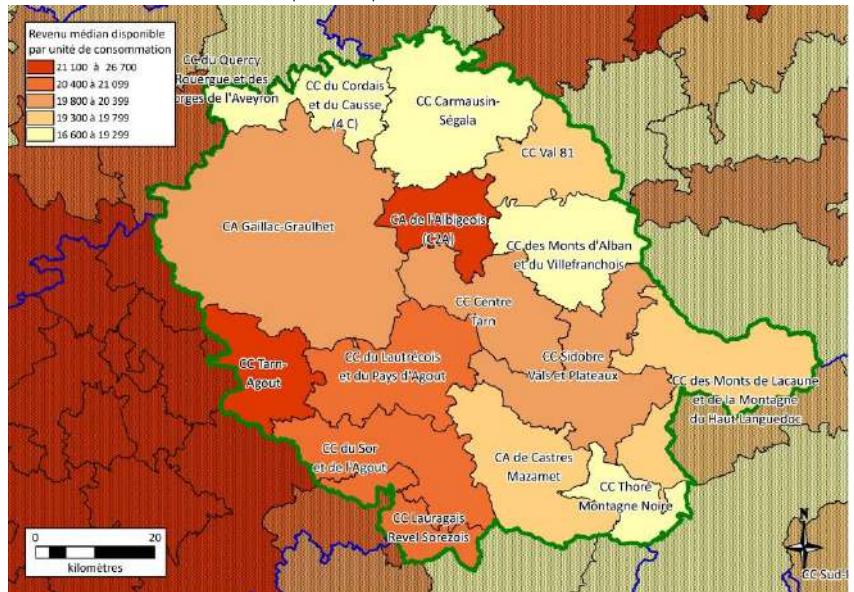 Revenu médian disponible
par unité de consommation
21 100 à 26 700
20 400 à 21 099
19 800 à 20 399
19 300 à 19 799
16 600 à 19 299
CC du Quercy
Rouergue et des
Gorges de l'Aveyron
CC du Cordais
et du Causse
(4 C)
CC Carmausin-
Ségala
CC Val 81
CA Gaillac-Graulhet
CA de l'Albigeois
(C2A)
CC des Monts d'Alban
et du Villefranchois
CC Centre
Tarn
CC Tarn-
Agout
CC du Lautrécois
et du Pays d'Agout
CC Sidobre
Vals et Plateaux
CC des Monts de Lacaune
et de la Montagne
du Haut Languedoc
CC du Sor
et de l'Agout
CA de Castres
Mazamet
CC Thoré
Montagne Noire
CC Lauragais
Revel Sorezois
0 20
kilomètres
N
CC Sud-